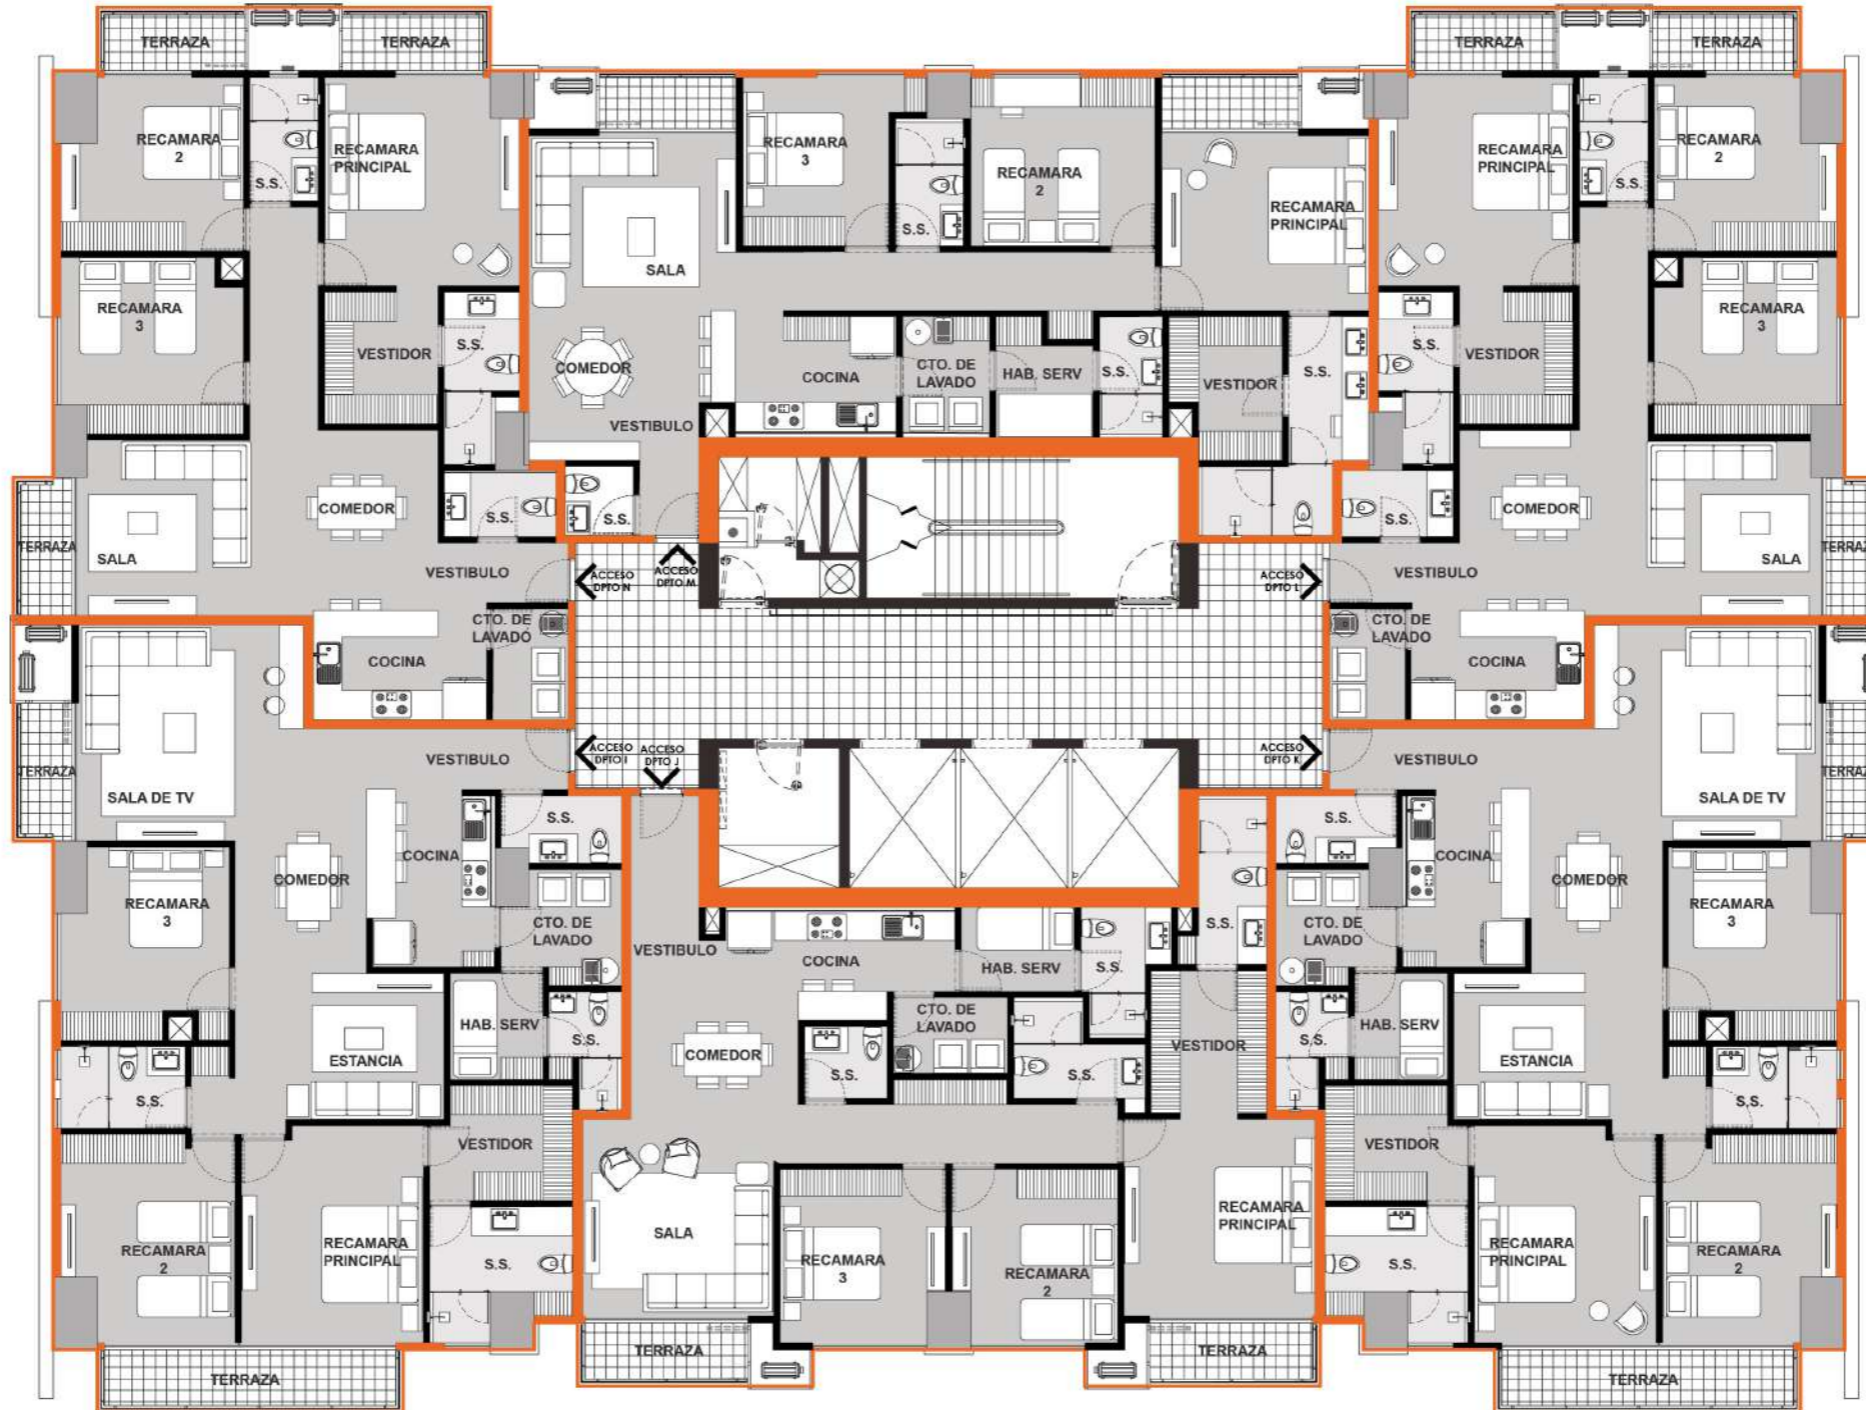 TERRAZA
TERRAZA
TERRAZA
TERRAZA
RECAMARA
2
S.S.
RECAMARA
PRINCIPAL
RECAMARA
3
S.S.
RECAMARA
2
RECAMARA
PRINCIPAL
RECAMARA
PRINCIPAL
S.S.
RECAMARA
2
RECAMARA
3
SALA
RECAMARA
3
VESTIDOR
S.S.
COMEDOR
COCINA
CTO. DE
LAVADO
HAB. SERV
S.S.
VESTIDOR
S.S.
S.S.
VESTIDOR
VESTIBULO
COMEDOR
S.S.
S.S.
S.S.
COMEDOR
TERRAZA
SALA
VESTIBULO
ACCESO
DPTO N
ACCESO
DPTO M
ACCESO
DPTO L
VESTIBULO
SALA
TERRAZ
CTO. DE
LAVADO
COCINA
CTO. DE
LAVADO
COCINA
TERRAZA
SALA DE TV
VESTIBULO
ACCESO
DPTO I
ACCESO
DPTO J
ACCESO
DPTO K
VESTIBULO
SALA DE TV
TERRAZ
S.S.
S.S.
COCINA
COMEDOR
COCINA
COMEDOR
RECAMARA
3
CTO. DE
LAVADO
VESTIBULO
COCINA
HAB. SERV
S.S.
S.S.
CTO. DE
LAVADO
RECAMARA
3
HAB. SERV
S.S.
ESTANCIA
COMEDOR
CTO. DE
LAVADO
S.S.
S.S.
VESTIDOR
S.S.
HAB. SERV
ESTANCIA
S.S.
S.S.
VESTIDOR
VESTIDOR
RECAMARA
2
RECAMARA
PRINCIPAL
S.S.
SALA
RECAMARA
3
RECAMARA
2
RECAMARA
PRINCIPAL
S.S.
RECAMARA
PRINCIPAL
RECAMARA
2
TERRAZA
TERRAZA
TERRAZA
TERRAZA